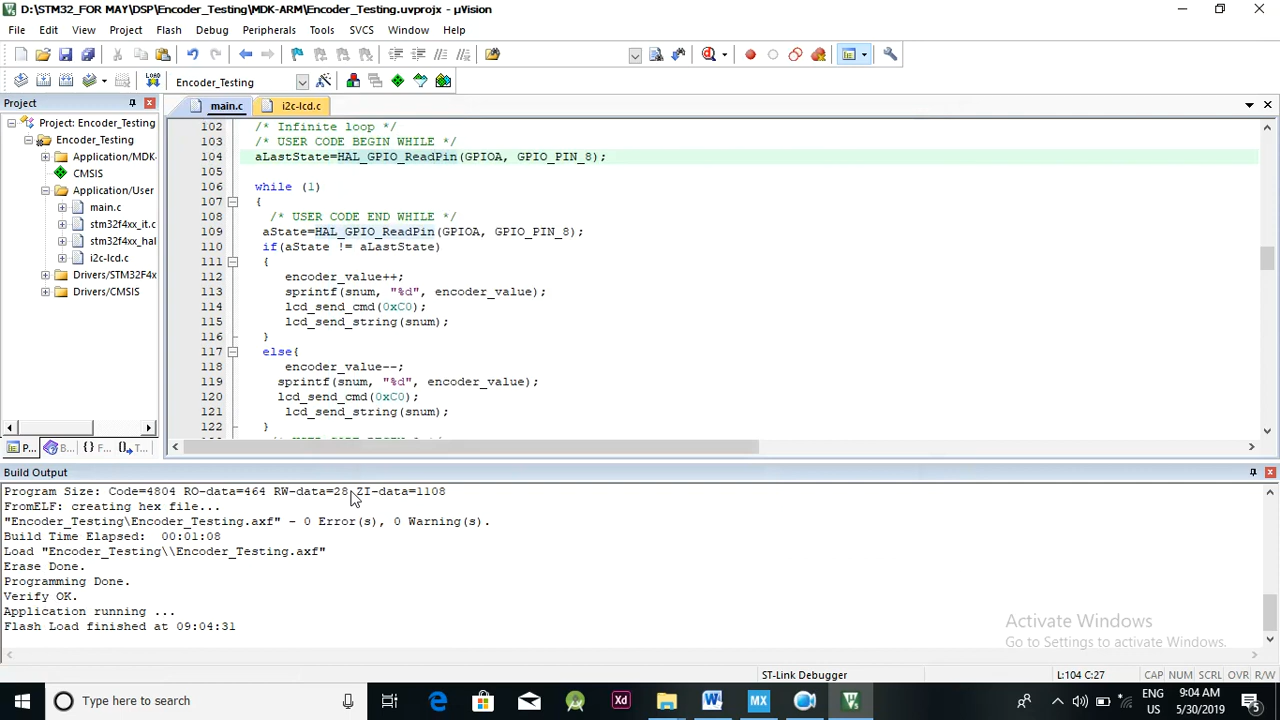 D:\STM32_FOR MAY\DSP\Encoder_Testing\MDK-ARM\Encoder_Testing.uvprojx - µVision
File Edit View Project Flash Debug Peripherals Tools SVCS Window Help
LOAD Encoder_Testing
Project
main.c i2c-lcd.c
Project: Encoder_Testing
Encoder_Testing
Application/MDK-
CMSIS
Application/User
main.c
stm32f4xx_it.c
stm32f4xx_hal
i2c-lcd.c
Drivers/STM32F4x
Drivers/CMSIS
P... B... {} F... T...
102 /* Infinite loop */
103 /* USER CODE BEGIN WHILE */
104 aLastState=HAL_GPIO_ReadPin(GPIOA, GPIO_PIN_8);
105
106 while (1)
107 {
108 /* USER CODE END WHILE */
109 aState=HAL_GPIO_ReadPin(GPIOA, GPIO_PIN_8);
110 if(aState != aLastState)
111 {
112 encoder_value++;
113 sprintf(snum, "%d", encoder_value);
114 lcd_send_cmd(0xC0);
115 lcd_send_string(snum);
116 }
117 else{
118 encoder_value--;
119 sprintf(snum, "%d", encoder_value);
120 lcd_send_cmd(0xC0);
121 lcd_send_string(snum);
122 }
Build Output
Program Size: Code=4804 RO-data=464 RW-data=28 ZI-data=1108
FromELF: creating hex file...
"Encoder_Testing\Encoder_Testing.axf" - 0 Error(s), 0 Warning(s).
Build Time Elapsed: 00:01:08
Load "Encoder_Testing\\Encoder_Testing.axf"
Erase Done.
Programming Done.
Verify OK.
Application running ...
Flash Load finished at 09:04:31
Activate Windows
Go to Settings to activate Windows.
ST-Link Debugger L:104 C:27 CAP NUM SCRL OVR R/W
Type here to search
Xd
MX
ENG
US
9:04 AM
5/30/2019
5